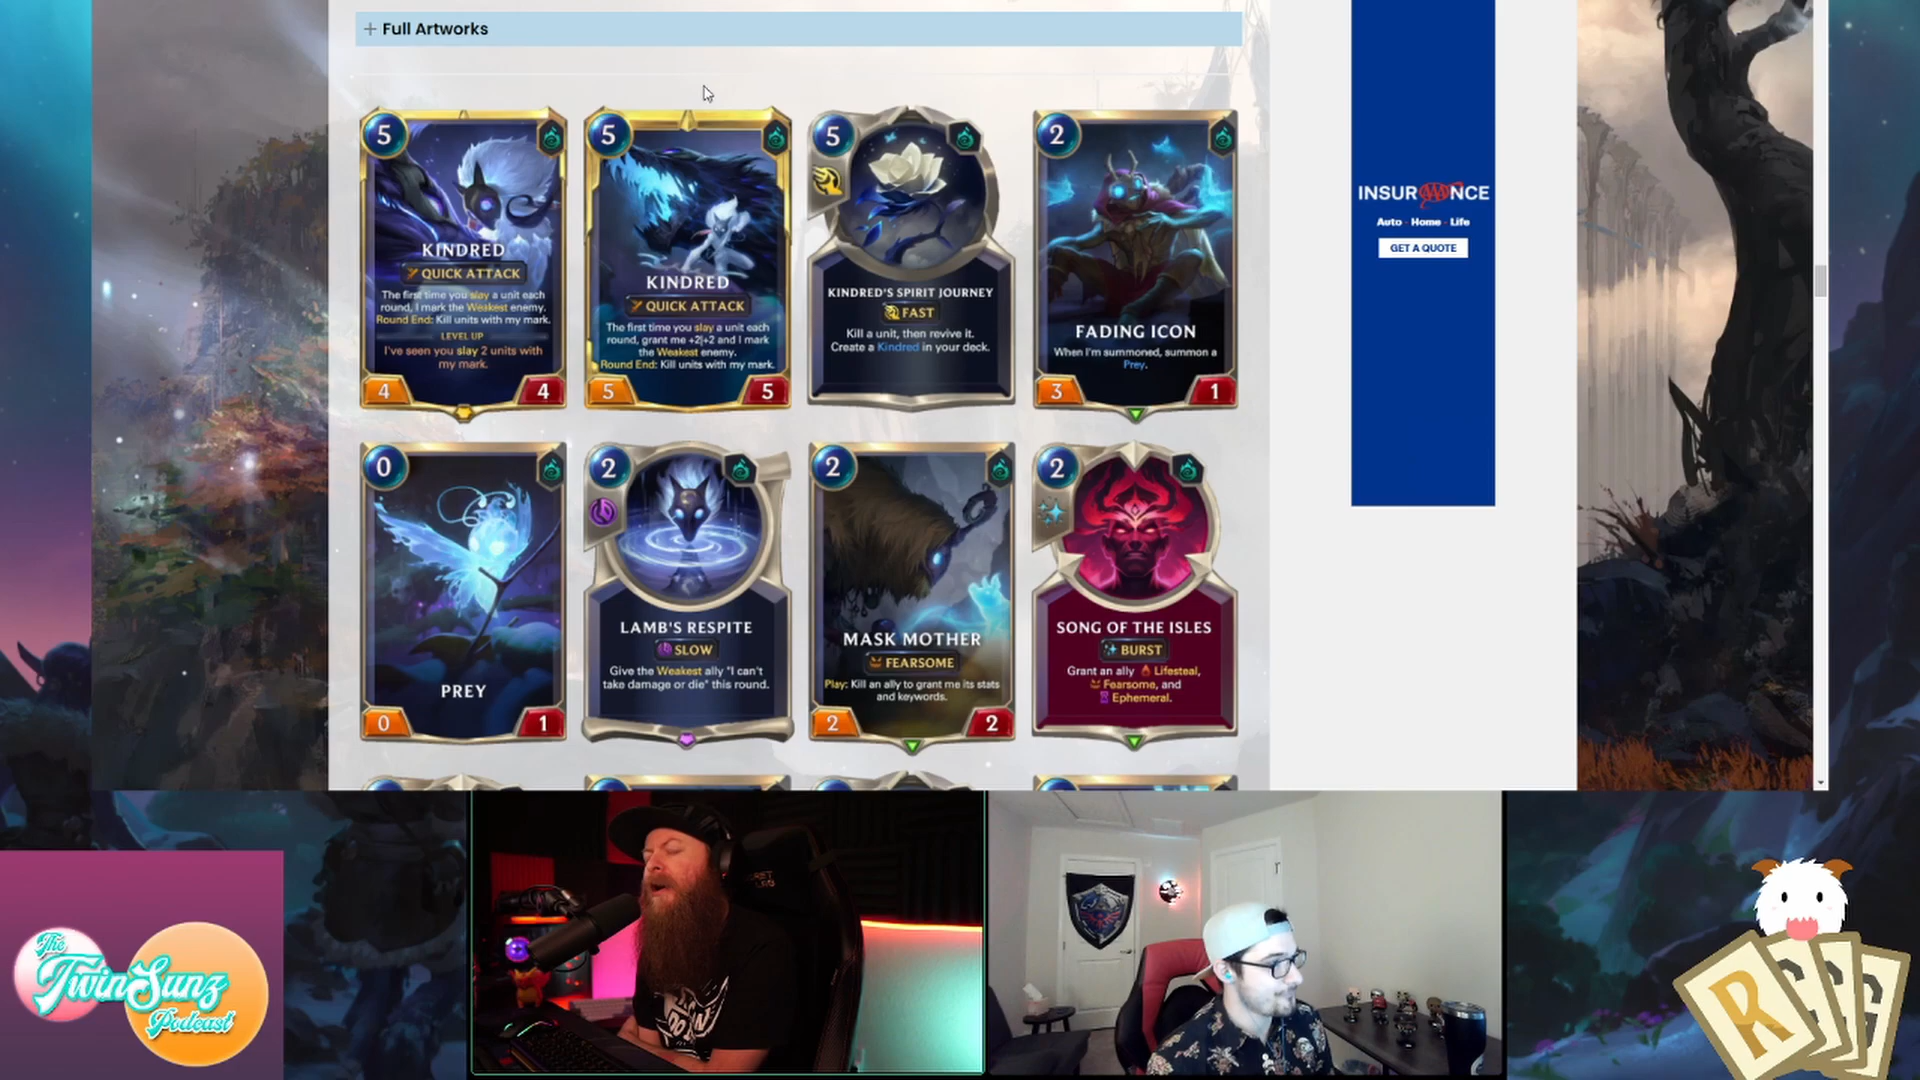 + Full Artworks
5
KINDRED
QUICK ATTACK
The first time you slay a unit each
round, I mark the Weakest enemy.
Round End: Kill units with my mark.
LEVEL UP
I've seen you slay 2 units with
my mark.
4
4
5
KINDRED
QUICK ATTACK
The first time you slay a unit each
round, grant me +2|+2 and I mark
the Weakest enemy.
Round End: Kill units with my mark.
5
5
5
KINDRED'S SPIRIT JOURNEY
FAST
Kill a unit, then revive it.
Create a Kindred in your deck.
2
FADING ICON
When I'm summoned, summon a
Prey.
3
1
0
PREY
0
1
2
LAMB'S RESPITE
SLOW
Give the Weakest ally "I can't
take damage or die" this round.
2
MASK MOTHER
FEARSOME
Play: Kill an ally to grant me its stats
and keywords.
2
2
2
SONG OF THE ISLES
BURST
Grant an ally Lifesteal,
Fearsome, and
Ephemeral.
INSURANCE
Auto - Home - Life
GET A QUOTE
The
TwinSunz
Podcast
R